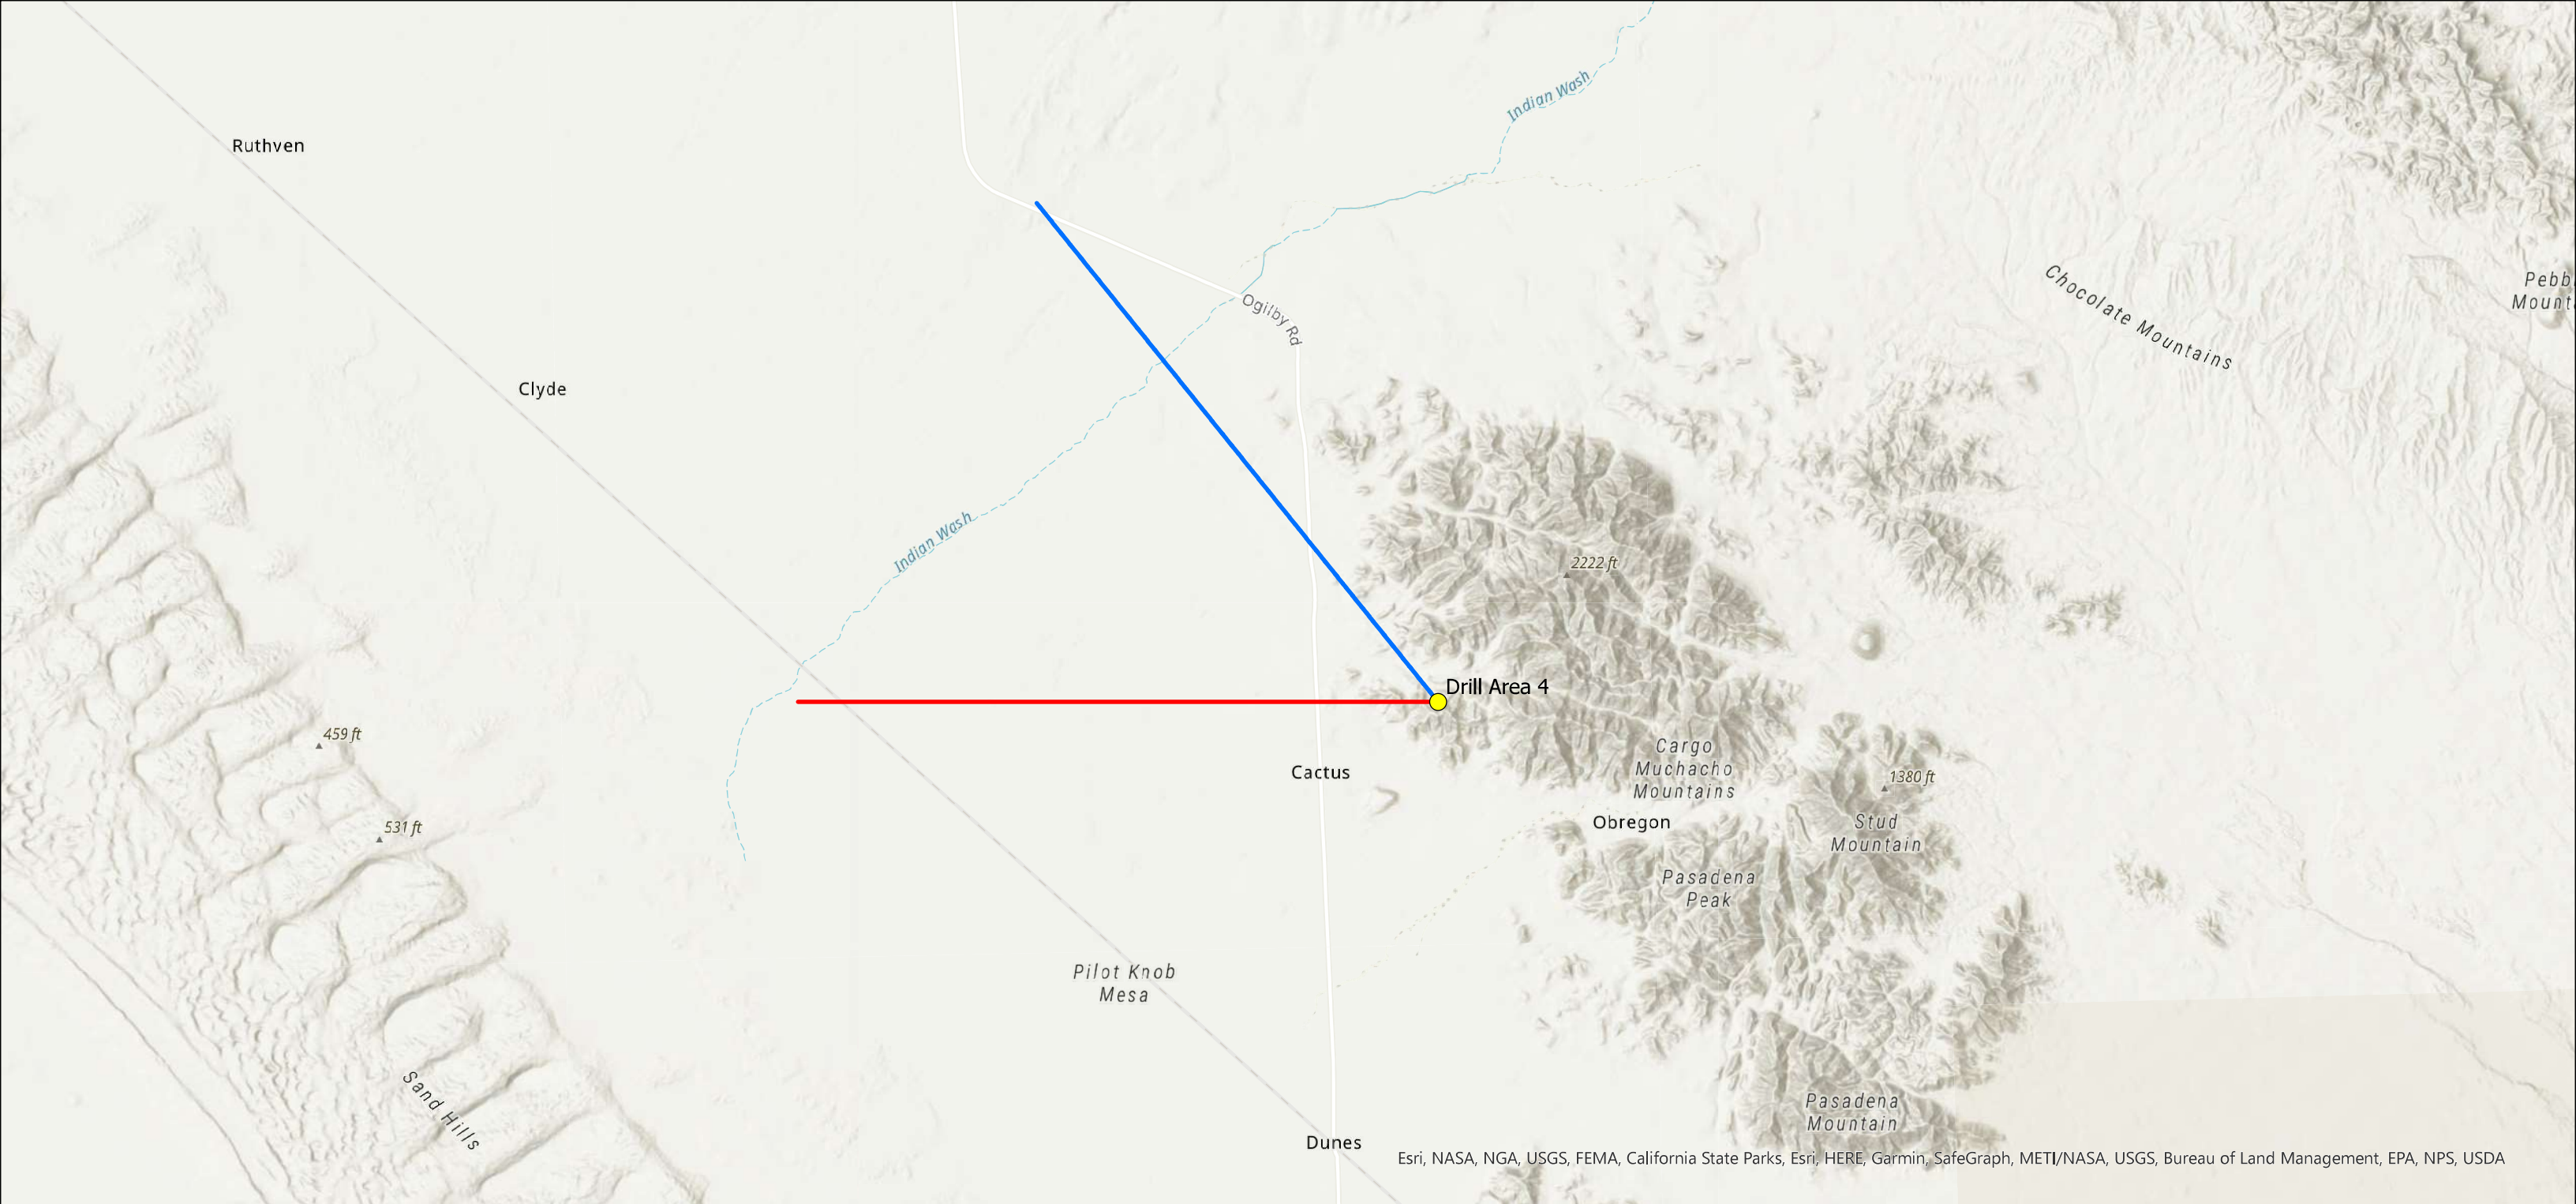 Indian Wash
Ruthven
Chocolate Mountains
Pebb
Mount
Ogilby Rd
Clyde
Indian Wash
2222 ft
Drill Area 4
459 ft
Cargo
Muchacho
Mountains
Cactus
1380 ft
531 ft
Obregon
Stud
Mountain
Pasadena
Peak
Pilot Knob
Mesa
Sand Hills
Pasadena
Mountain
Dunes
Esri, NASA, NGA, USGS, FEMA, California State Parks, Esri, HERE, Garmin, SafeGraph, METI/NASA, USGS, Bureau of Land Management, EPA, NPS, USDA